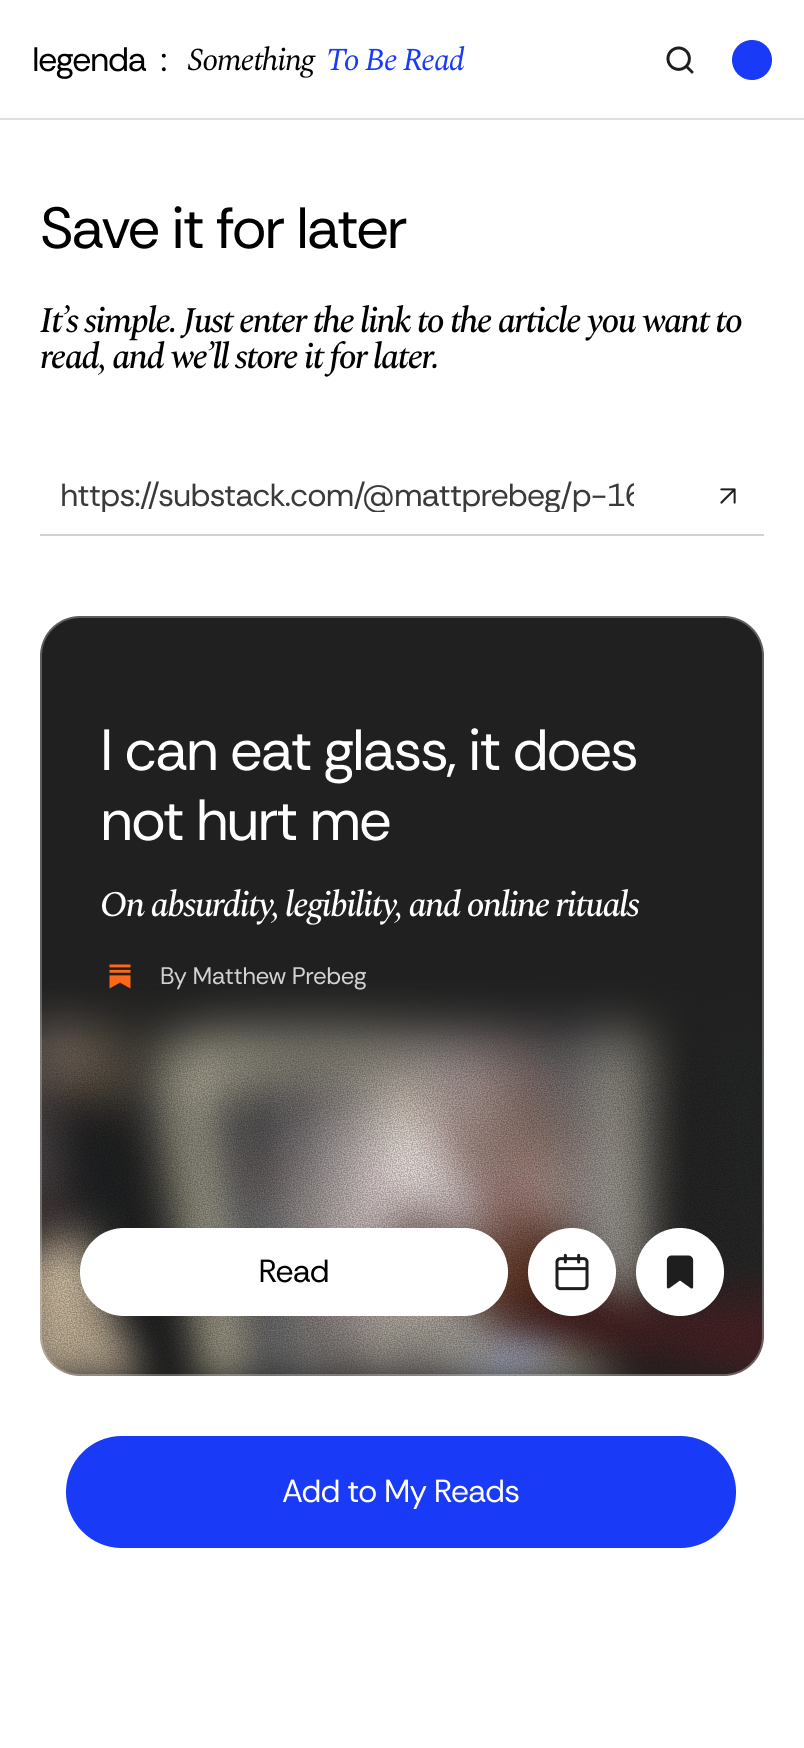 legenda : Something To Be Read
Save it for later
It’s simple. Just enter the link to the article you want to
read, and we’ll store it for later.
https://substack.com/@mattprebeg/p-16
I can eat glass, it does
not hurt me
On absurdity, legibility, and online rituals
By Matthew Prebeg
Read
Add to My Reads